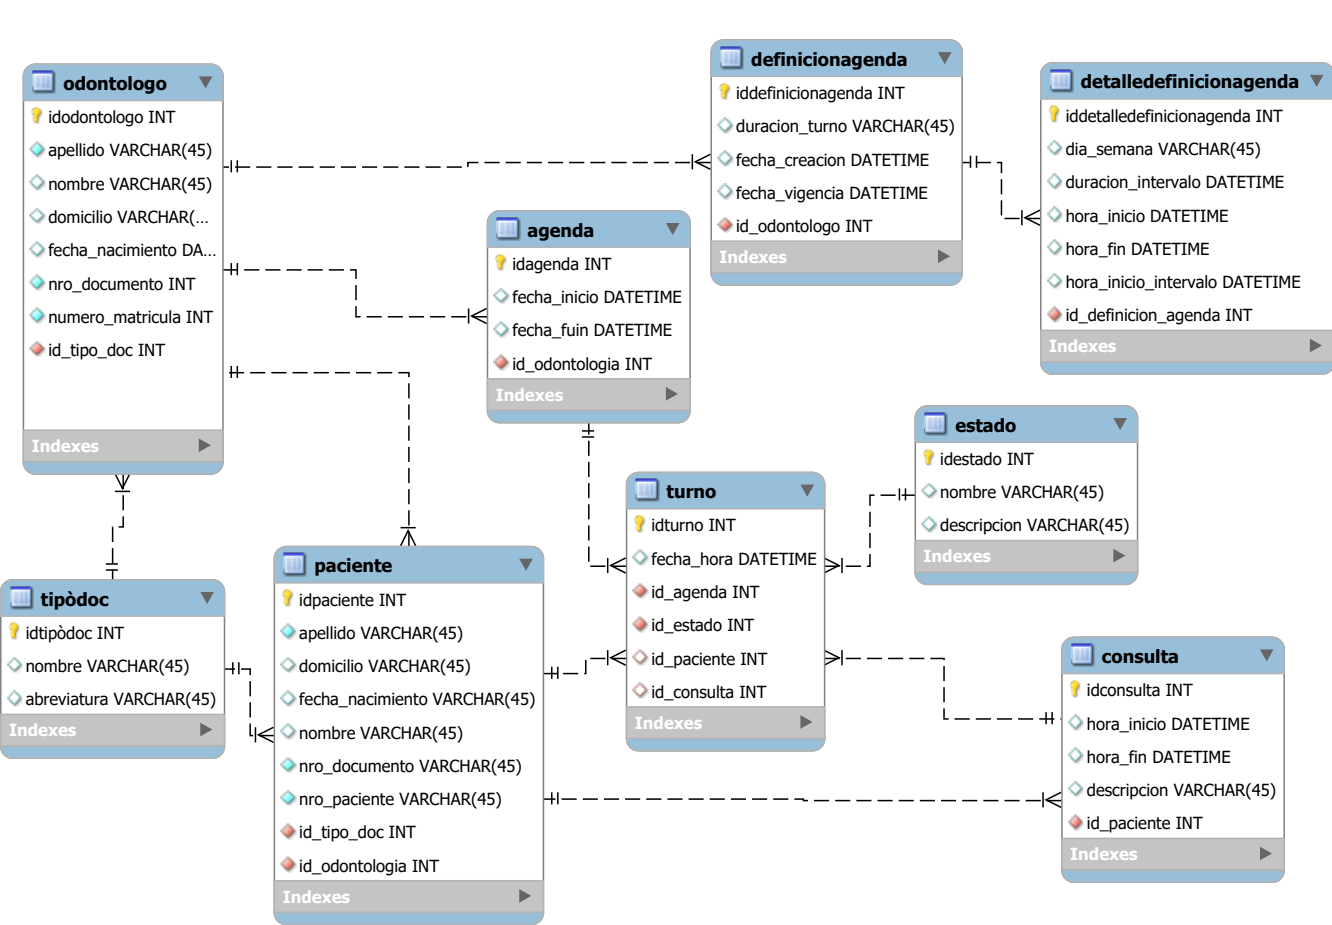 odontologo
idodontologo INT
apellido VARCHAR(45)
nombre VARCHAR(45)
domicilio VARCHAR(...
fecha_nacimiento DA...
nro_documento INT
numero_matricula INT
id_tipo_doc INT
Indexes
definicionagenda
iddefinicionagenda INT
duracion_turno VARCHAR(45)
fecha_creacion DATETIME
fecha_vigencia DATETIME
id_odontologo INT
Indexes
detalledefinicionagenda
iddetalledefinicionagenda INT
dia_semana VARCHAR(45)
duracion_intervalo DATETIME
hora_inicio DATETIME
hora_fin DATETIME
hora_inicio_intervalo DATETIME
id_definicion_agenda INT
Indexes
agenda
idagenda INT
fecha_inicio DATETIME
fecha_fuin DATETIME
id_odontologia INT
Indexes
estado
idestado INT
nombre VARCHAR(45)
descripcion VARCHAR(45)
Indexes
turno
idturno INT
fecha_hora DATETIME
id_agenda INT
id_estado INT
id_paciente INT
id_consulta INT
Indexes
tipòdoc
idtipòdoc INT
nombre VARCHAR(45)
abreviatura VARCHAR(45)
Indexes
paciente
idpaciente INT
apellido VARCHAR(45)
domicilio VARCHAR(45)
fecha_nacimiento VARCHAR(45)
nombre VARCHAR(45)
nro_documento VARCHAR(45)
nro_paciente VARCHAR(45)
id_tipo_doc INT
id_odontologia INT
Indexes
consulta
idconsulta INT
hora_inicio DATETIME
hora_fin DATETIME
descripcion VARCHAR(45)
id_paciente INT
Indexes